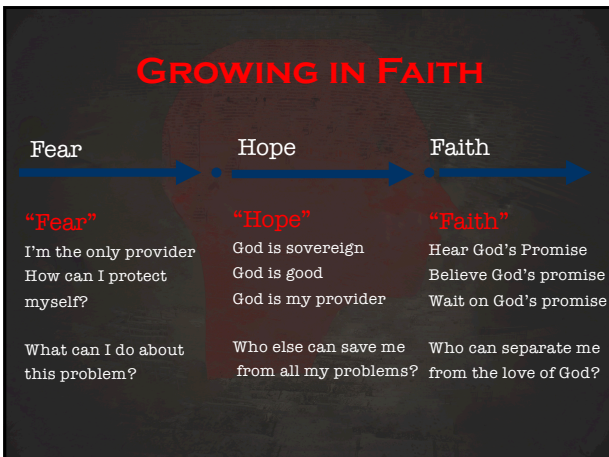 GROWING IN FAITH
Fear
Hope
Faith
“Fear”
I’m the only provider
How can I protect
myself?
What can I do about
this problem?
“Hope”
God is sovereign
God is good
God is my provider
Who else can save me
from all my problems?
“Faith”
Hear God’s Promise
Believe God’s promise
Wait on God’s promise
Who can separate me
from the love of God?